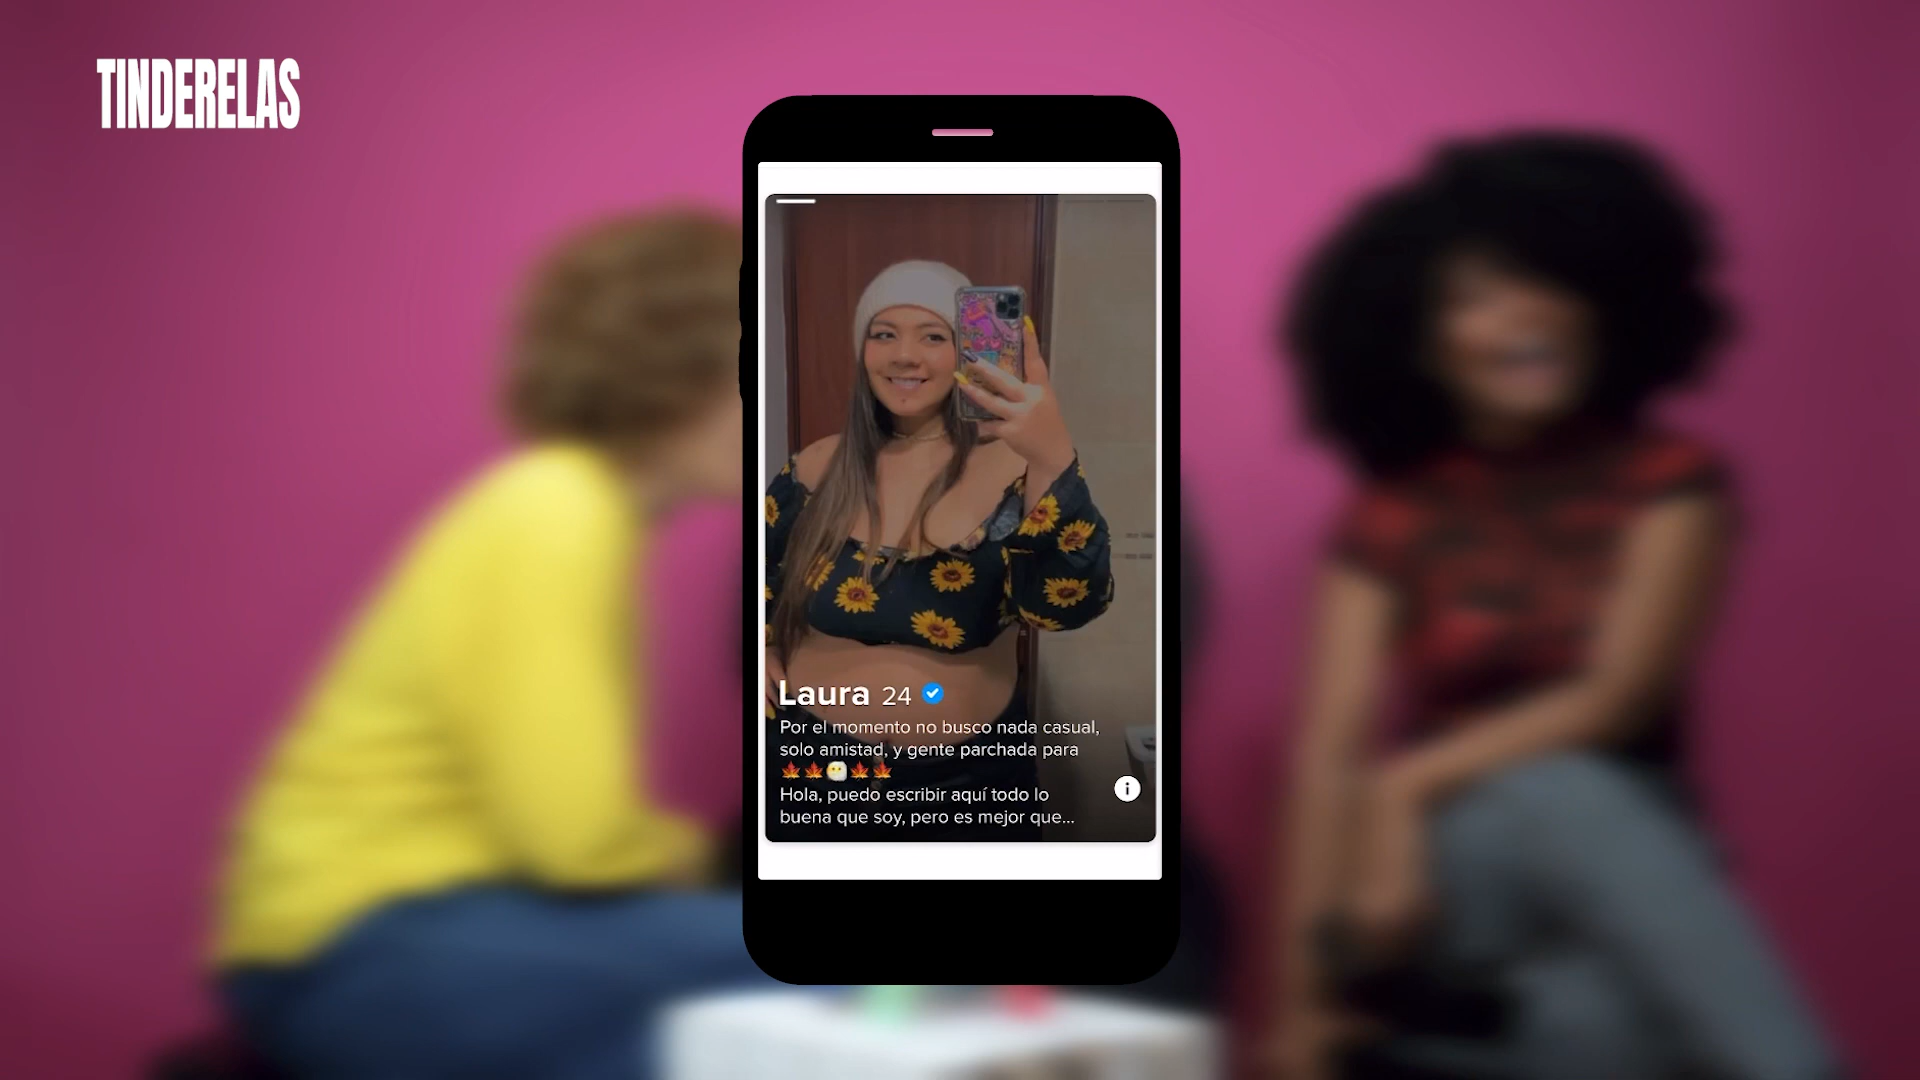 TINDERELAS
Laura 24
Por el momento no busco nada casual,
solo amistad, y gente parchada para
🍁🍁😶🍁🍁
Hola, puedo escribir aquí todo lo
buena que soy, pero es mejor que...